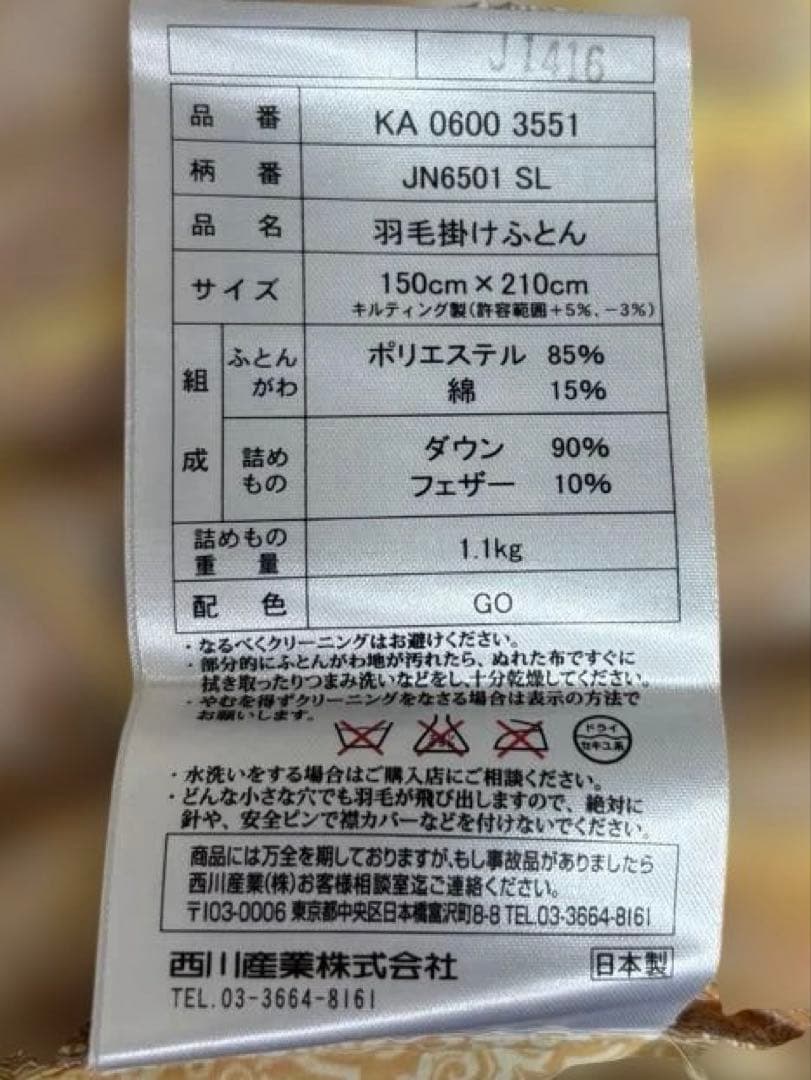 J1416
品番 KA 0600 3551
柄番 JN6501 SL
品名 羽毛掛けふとん
サイズ 150cm×210cm
キルティング製(許容範囲+5%、-3%)
組成 ふとんがわ ポリエステル 85%
綿 15%
詰めもの ダウン 90%
フェザー 10%
詰めもの重量 1.1kg
配色 GO
・なるべくクリーニングはお避けください。
・部分的にふとんがわ地が汚れたら、ぬれた布ですぐに
拭き取ったりつまみ洗いなどをし、十分乾燥してください。
・やむを得ずクリーニングをなさる場合は表示の方法で
お願いします。
ドライ
セキユ系
・水洗いをする場合はご購入店にご相談ください。
・どんな小さな穴でも羽毛が飛び出しますので、絶対に
針や、安全ピンで襟カバーなどを付けないでください。
商品には万全を期しておりますが、もし事故品がありましたら
西川産業(株)お客様相談室迄ご連絡ください。
〒103-0006 東京都中央区日本橋富沢町8-8 TEL.03-3664-8161
西川産業株式会社 日本製
TEL.03-3664-8161